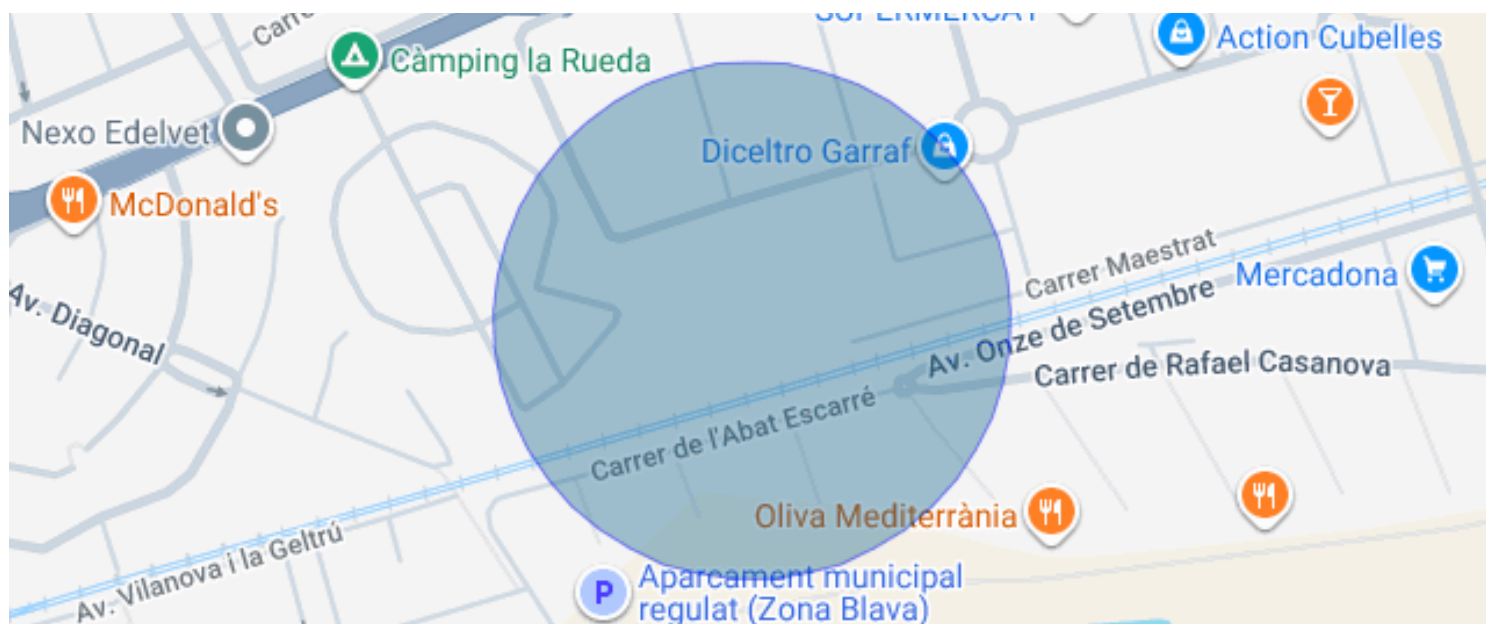 Carre
SUPERMERCAT
Action Cubelles
Càmping la Rueda
Nexo Edelvet
Diceltro Garraf
McDonald's
Carrer Maestrat
Mercadona
Av. Diagonal
Av. Onze de Setembre
Carrer de Rafael Casanova
Carrer de l'Abat Escarré
Oliva Mediterrània
Av. Vilanova i la Geltrú
P
Aparcament municipal
regulat (Zona Blava)